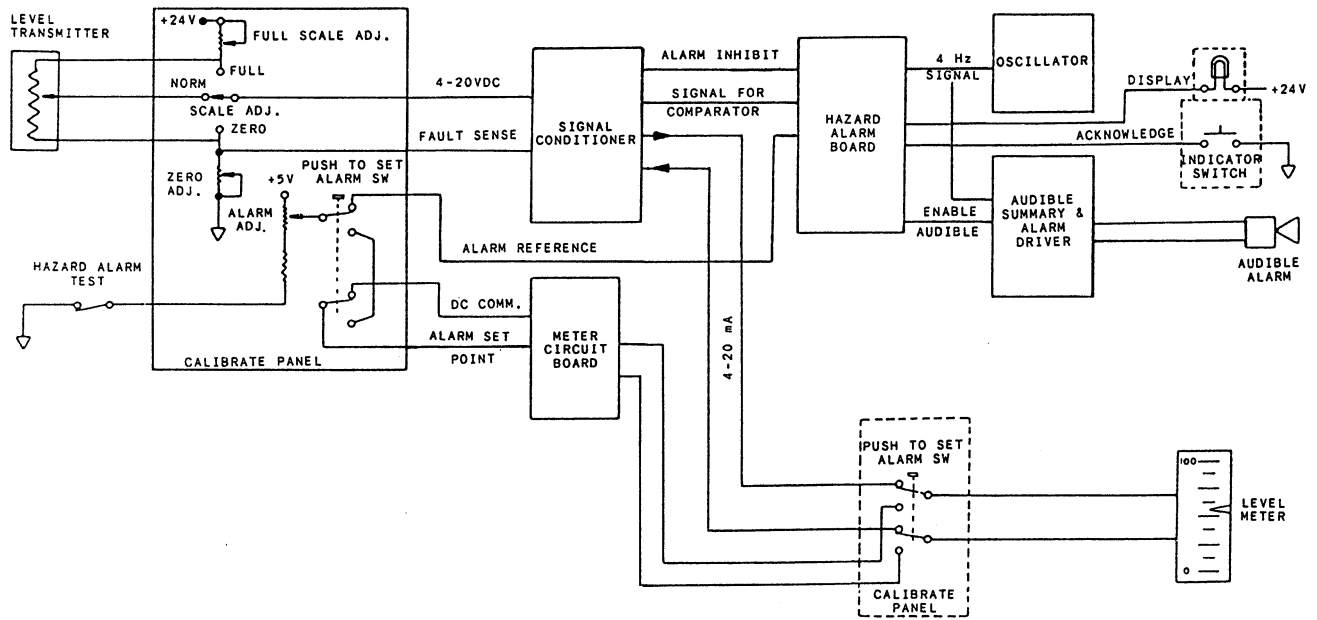 LEVEL
TRANSMITTER
+24V
FULL SCALE ADJ.
FULL
NORM
SCALE ADJ.
ZERO
ZERO
ADJ.
+5V
ALARM
ADJ.
PUSH TO SET
ALARM SW
HAZARD ALARM
TEST
CALIBRATE PANEL
4-20VDC
FAULT SENSE
ALARM REFERENCE
DC COMM.
ALARM SET
POINT
SIGNAL
CONDITIONER
METER
CIRCUIT
BOARD
ALARM INHIBIT
SIGNAL FOR
COMPARATOR
4-20 mA
HAZARD
ALARM
BOARD
4 Hz
SIGNAL
OSCILLATOR
DISPLAY
+24V
ACKNOWLEDGE
INDICATOR
SWITCH
ENABLE
AUDIBLE
AUDIBLE
SUMMARY &
ALARM
DRIVER
AUDIBLE
ALARM
PUSH TO SET
ALARM SW
CALIBRATE
PANEL
100
0
LEVEL
METER